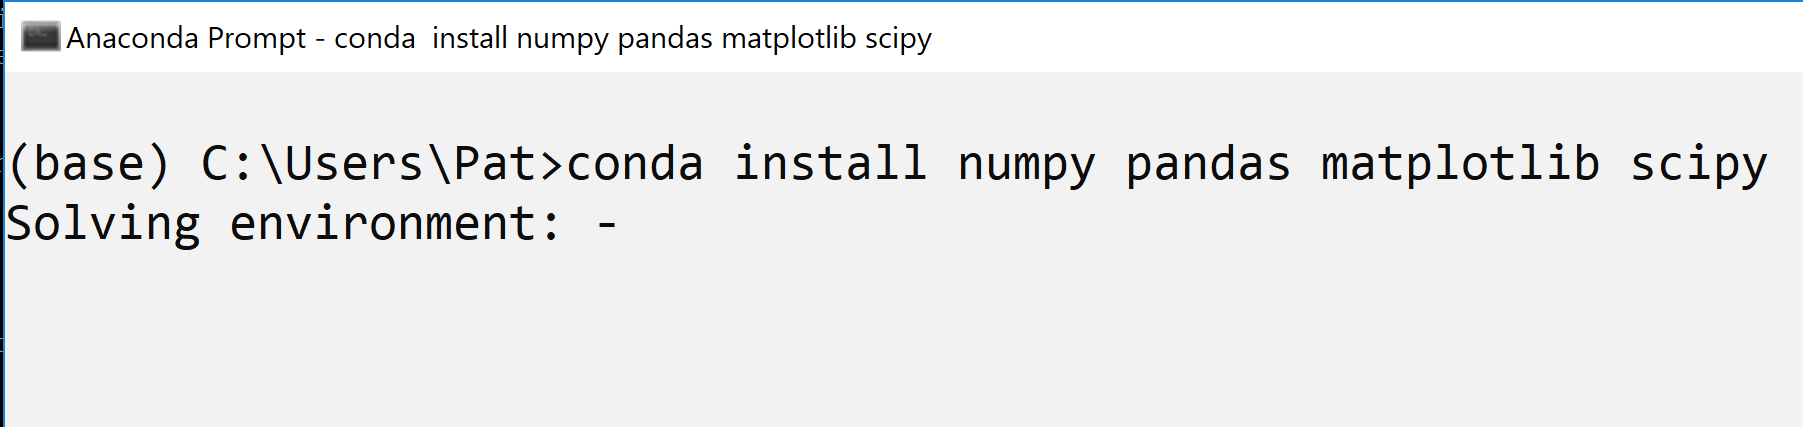 Anaconda Prompt - conda  install numpy pandas matplotlib scipy
(base) C:\Users\Pat>conda install numpy pandas matplotlib scipy
Solving environment: -